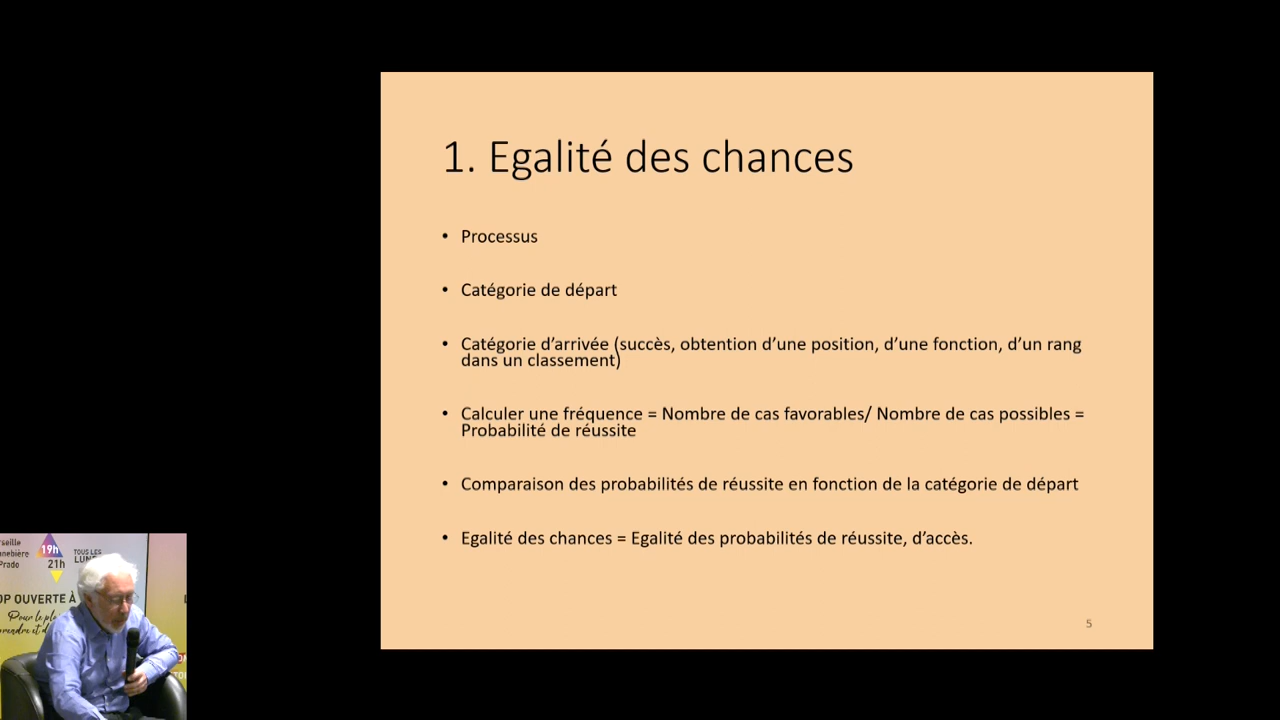 1. Egalité des chances
• Processus
• Catégorie de départ
• Catégorie d’arrivée (succès, obtention d’une position, d’une fonction, d’un rang
dans un classement)
• Calculer une fréquence = Nombre de cas favorables/ Nombre de cas possibles =
Probabilité de réussite
• Comparaison des probabilités de réussite en fonction de la catégorie de départ
• Egalité des chances = Egalité des probabilités de réussite, d’accès.
5
19h
21h
TOUS LES
Prado
OUVERTE À
Pour le